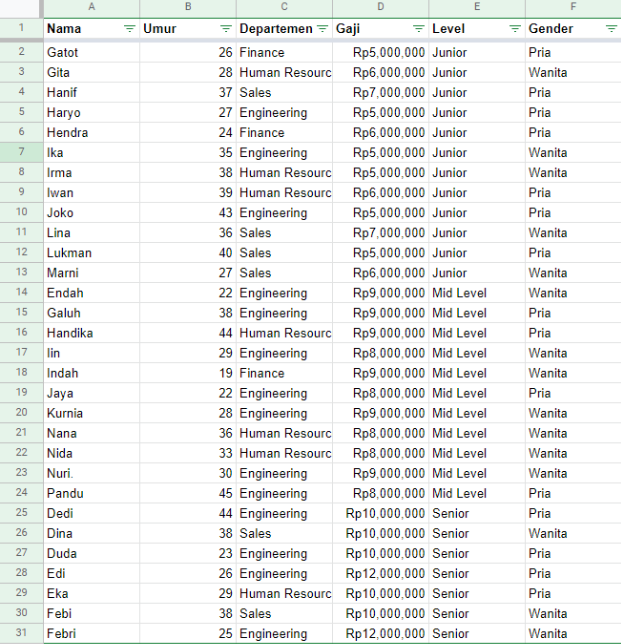 A B C D E F
1 Nama Umur Departemen Gaji Level Gender
2 Gatot 26 Finance Rp5,000,000 Junior Pria
3 Gita 28 Human Resourc Rp6,000,000 Junior Wanita
4 Hanif 37 Sales Rp7,000,000 Junior Pria
5 Haryo 27 Engineering Rp5,000,000 Junior Pria
6 Hendra 24 Finance Rp6,000,000 Junior Pria
7 Ika 35 Engineering Rp5,000,000 Junior Wanita
8 Irma 38 Human Resourc Rp5,000,000 Junior Wanita
9 Iwan 39 Human Resourc Rp6,000,000 Junior Pria
10 Joko 43 Engineering Rp5,000,000 Junior Pria
11 Lina 36 Sales Rp7,000,000 Junior Wanita
12 Lukman 40 Sales Rp5,000,000 Junior Pria
13 Marni 27 Sales Rp6,000,000 Junior Wanita
14 Endah 22 Engineering Rp9,000,000 Mid Level Wanita
15 Galuh 38 Engineering Rp9,000,000 Mid Level Pria
16 Handika 44 Human Resourc Rp9,000,000 Mid Level Pria
17 Iin 29 Engineering Rp8,000,000 Mid Level Wanita
18 Indah 19 Finance Rp9,000,000 Mid Level Wanita
19 Jaya 22 Engineering Rp8,000,000 Mid Level Pria
20 Kurnia 28 Engineering Rp9,000,000 Mid Level Wanita
21 Nana 36 Human Resourc Rp8,000,000 Mid Level Wanita
22 Nida 33 Human Resourc Rp8,000,000 Mid Level Wanita
23 Nuri. 30 Engineering Rp9,000,000 Mid Level Wanita
24 Pandu 45 Engineering Rp8,000,000 Mid Level Pria
25 Dedi 44 Engineering Rp10,000,000 Senior Pria
26 Dina 38 Sales Rp10,000,000 Senior Wanita
27 Duda 23 Engineering Rp10,000,000 Senior Pria
28 Edi 26 Engineering Rp12,000,000 Senior Pria
29 Eka 29 Human Resourc Rp10,000,000 Senior Pria
30 Febi 38 Sales Rp10,000,000 Senior Wanita
31 Febri 25 Engineering Rp12,000,000 Senior Wanita